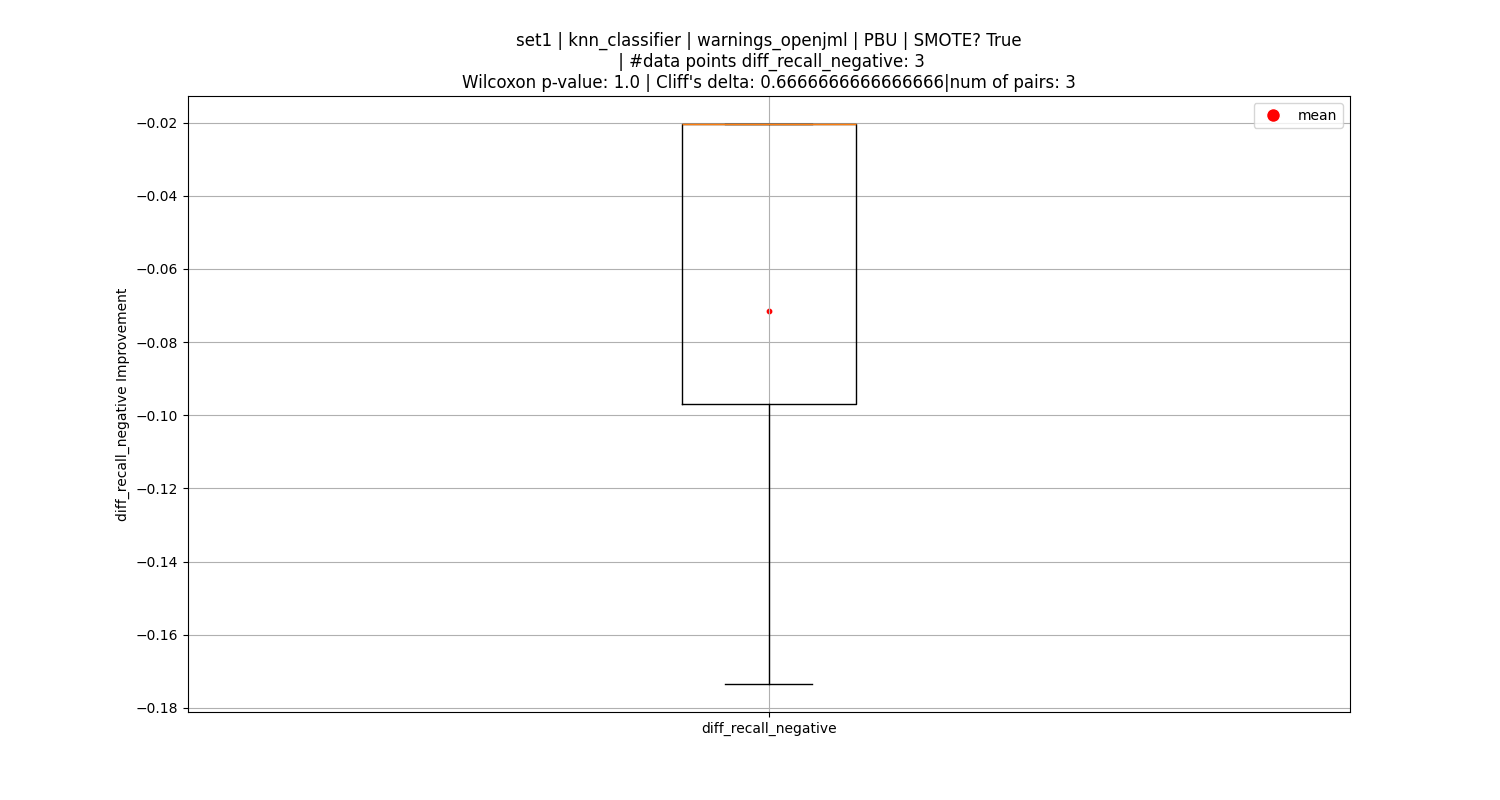 set1 | knn_classifier | warnings_openjml | PBU | SMOTE? True
| #data points diff_recall_negative: 3
Wilcoxon p-value: 1.0 | Cliff's delta: 0.6666666666666666|num of pairs: 3
mean
−0.02
−0.04
−0.06
−0.08
−0.10
−0.12
−0.14
−0.16
−0.18
diff_recall_negative Improvement
diff_recall_negative